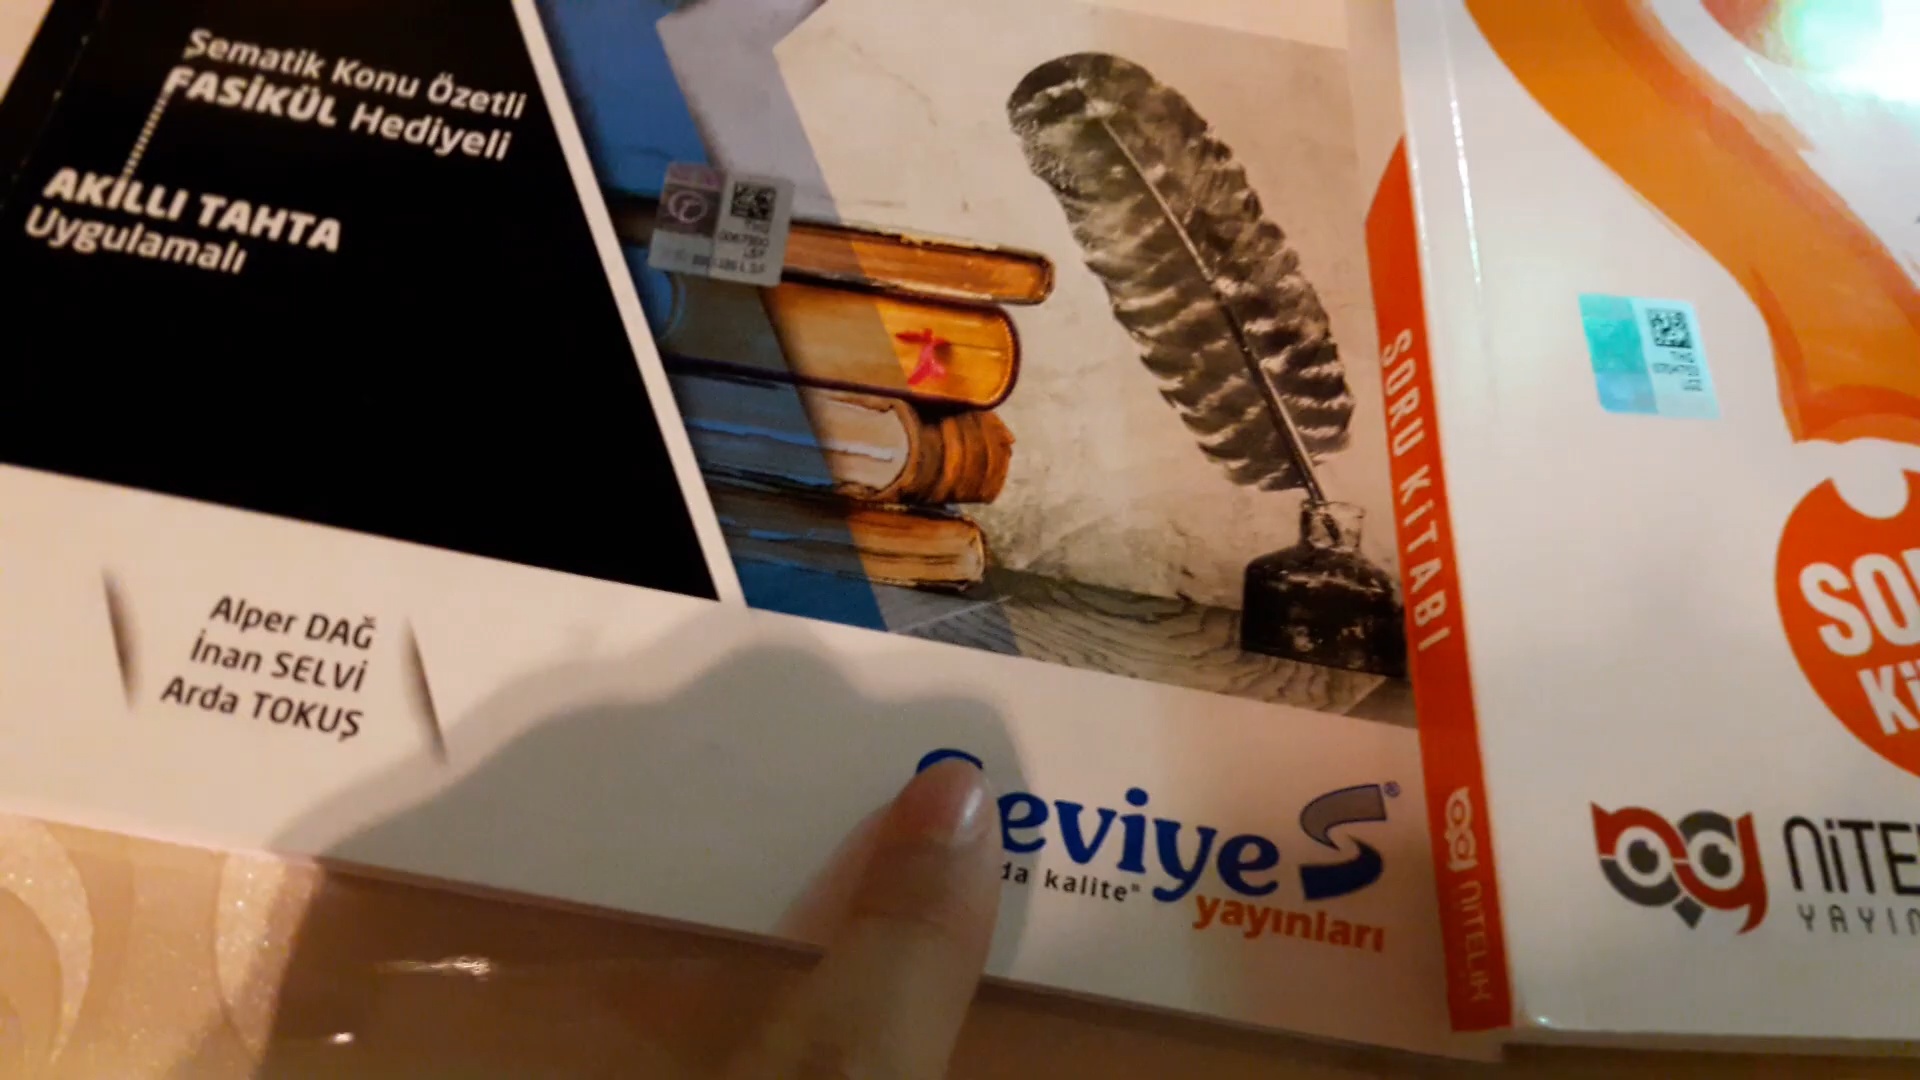 Şematik Konu Özetli
FASİKÜL Hediyeli
AKILLI TAHTA
Uygulamalı
Alper DAĞ
İnan SELVİ
Arda TOKUŞ
eviye
kalite"
yayınları
SORU KİTABI
NİTELİK